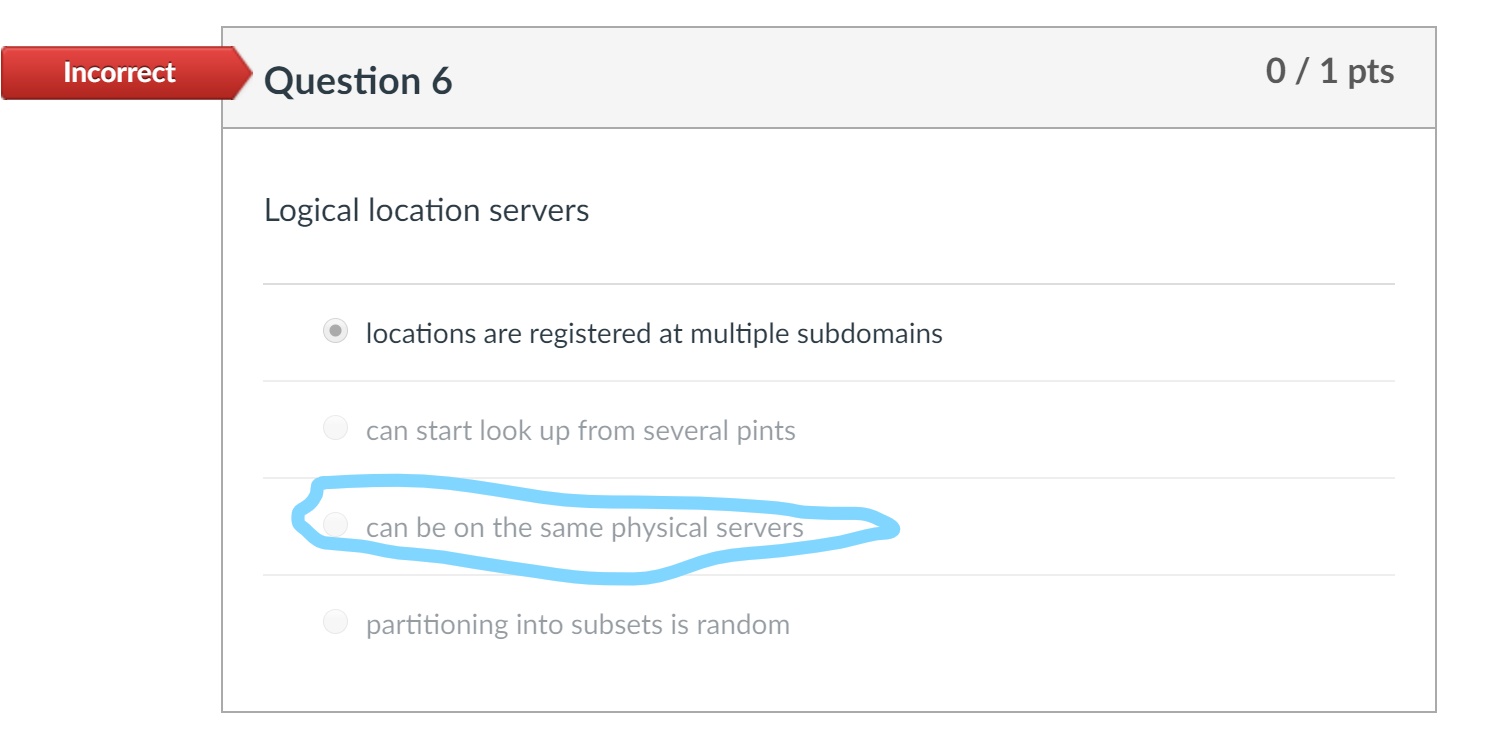 Incorrect
Question 6
0 / 1 pts
Logical location servers
locations are registered at multiple subdomains
can start look up from several pints
can be on the same physical servers
partitioning into subsets is random